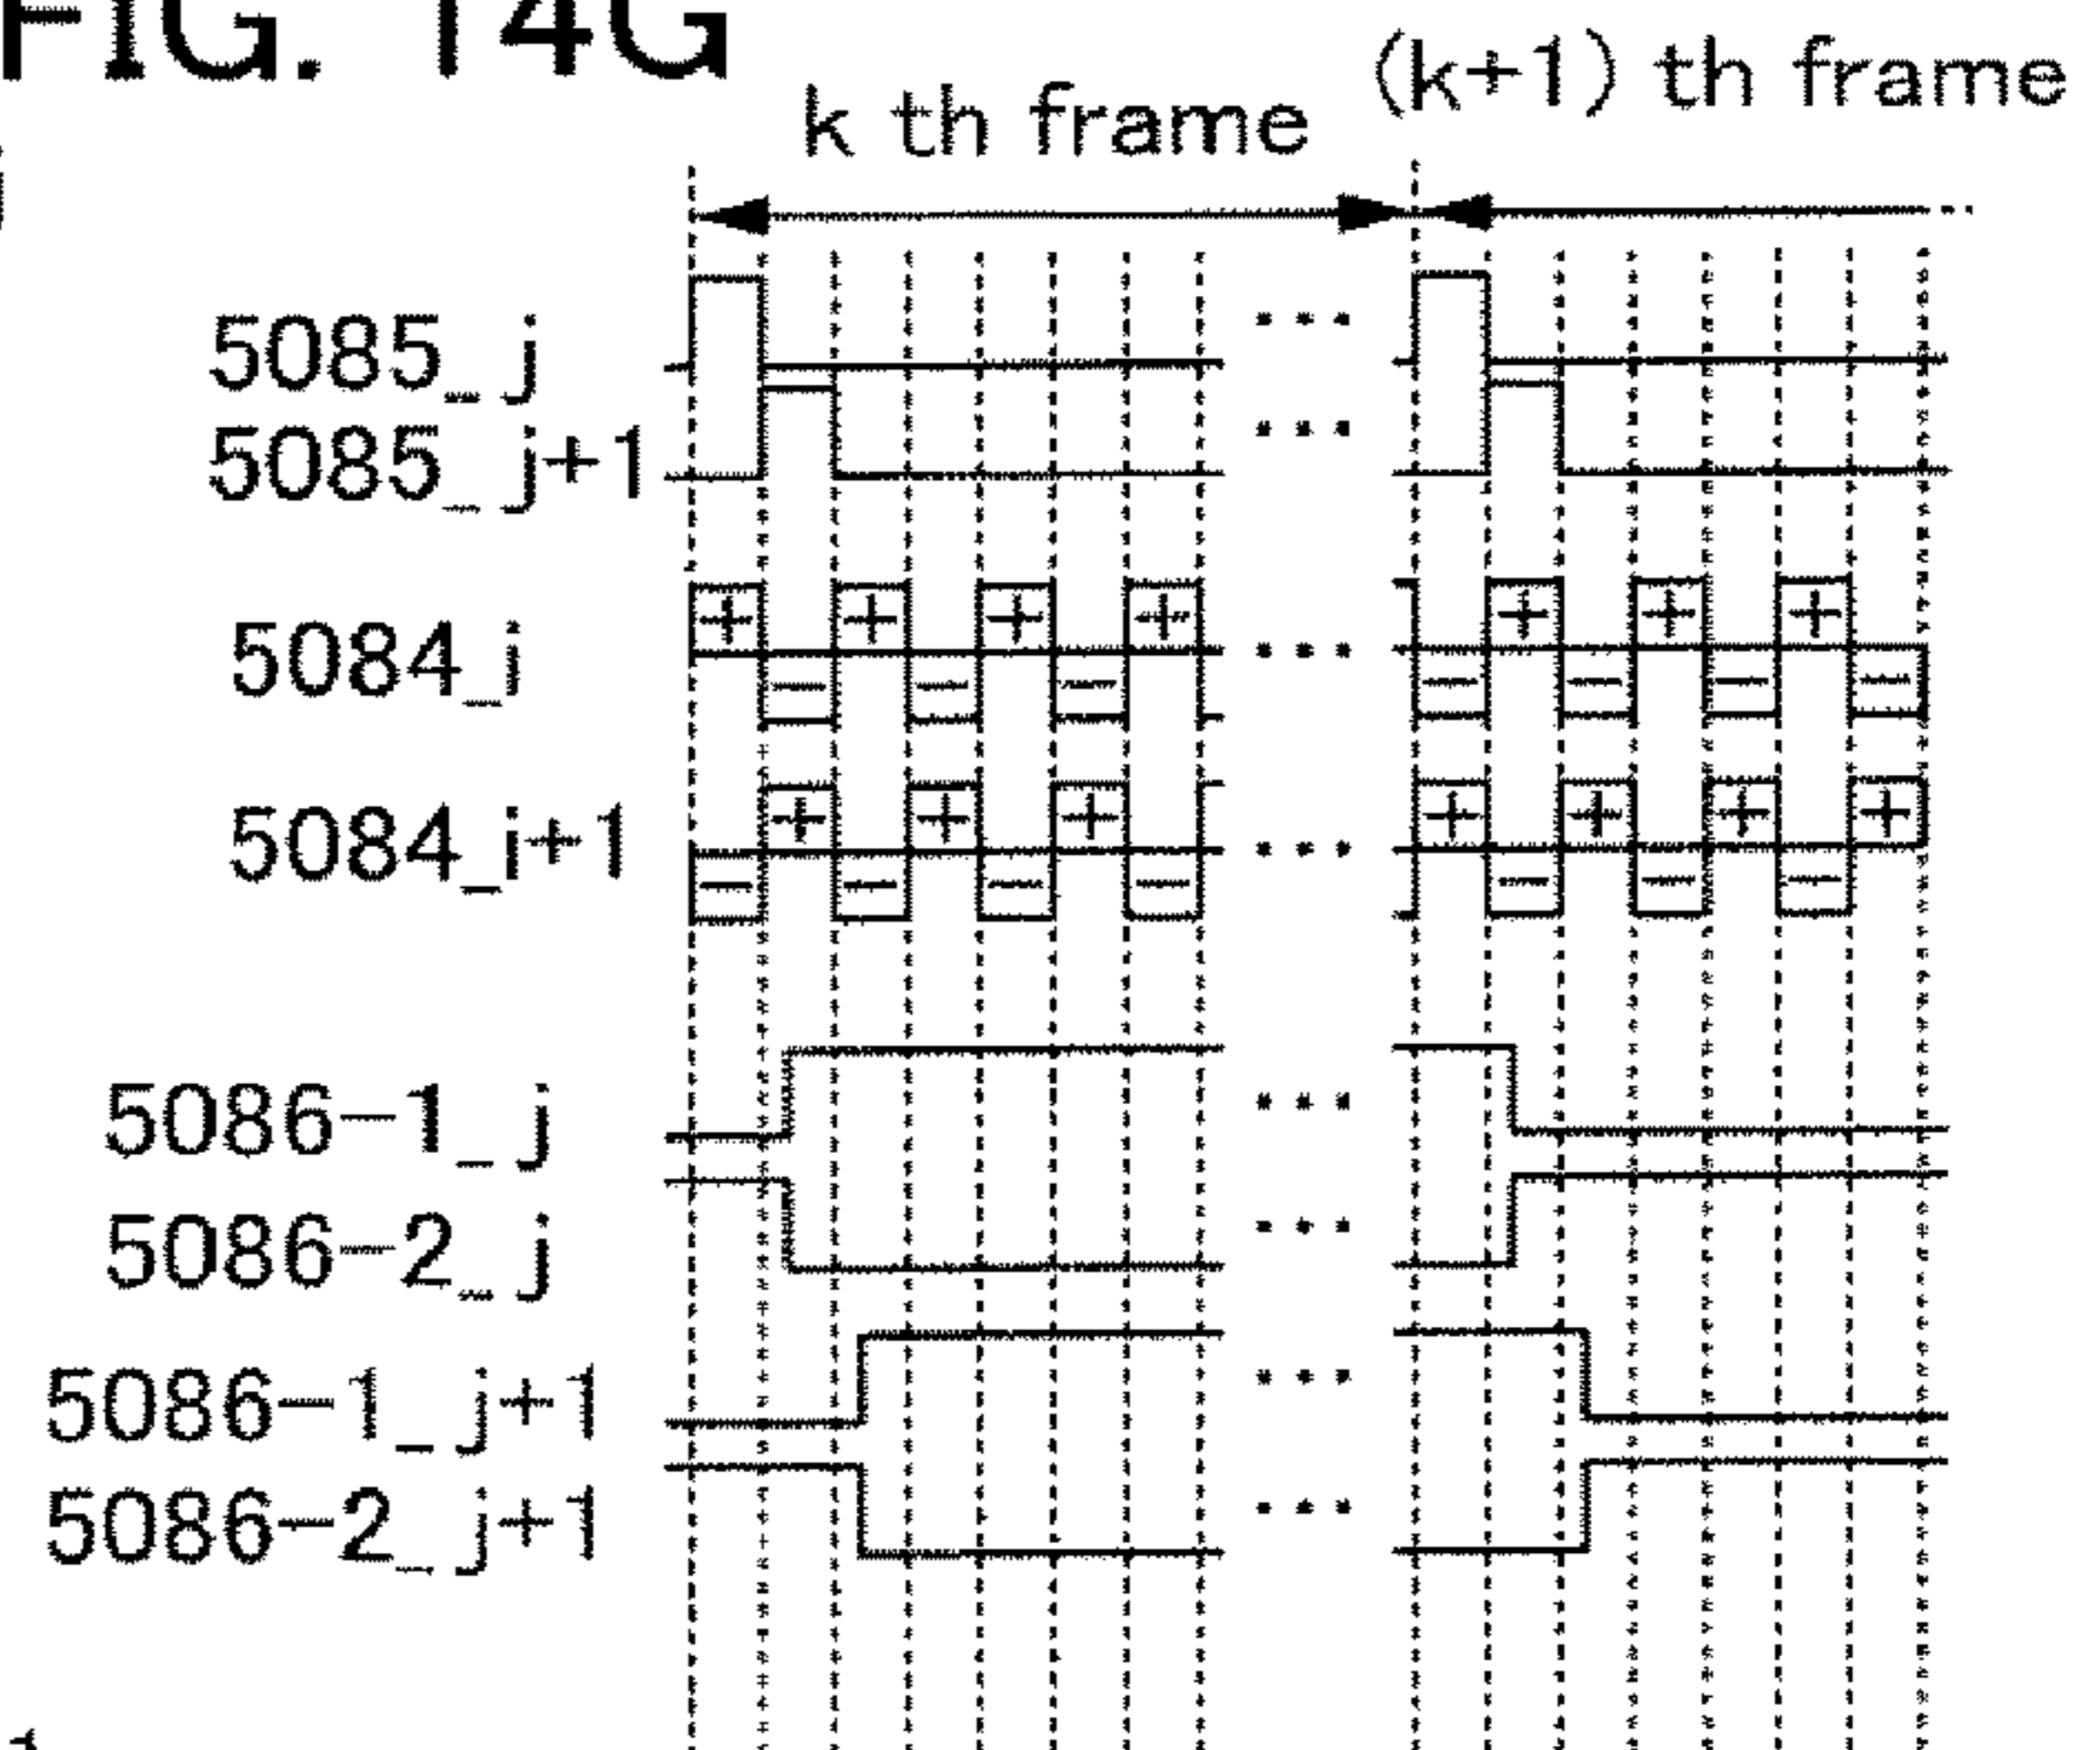 FIG. 14G
k th frame
(k+1) th frame
5085_j
5085_j+1
+ + + + + + +
5084_i
− − − − − − −
+ + + + + + +
5084_i+1
− − − − − − −
5086-1_j
5086-2_j
5086-1_j+1
5086-2_j+1